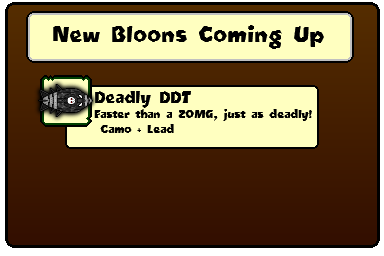 New Bloons Coming Up
Deadly DDT
Faster than a ZOMG, just as deadly!
Camo + Lead